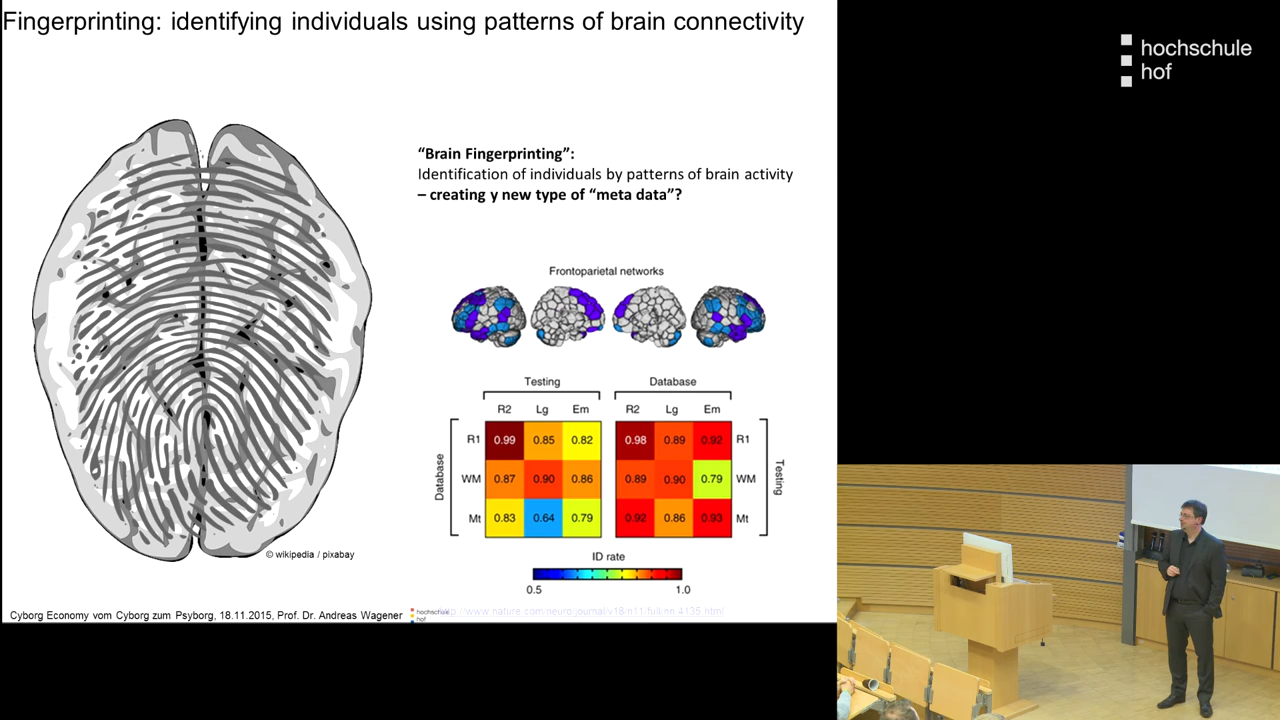 Fingerprinting: identifying individuals using patterns of brain connectivity
hochschule
hof
“Brain Fingerprinting”:
Identification of individuals by patterns of brain activity
– creating y new type of “meta data”?
Frontoparietal networks
Testing
Database
R2 Lg Em
R2 Lg Em
Database
R1 0.99 0.85 0.82
WM 0.87 0.90 0.86
Mt 0.83 0.64 0.79
0.98 0.89 0.92 R1
0.89 0.90 0.79 WM
0.92 0.86 0.93 Mt
Testing
ID rate
0.5 1.0
© wikipedia / pixabay
Cyborg Economy vom Cyborg zum Psyborg, 18.11.2015, Prof. Dr. Andreas Wagener
hochschule
hof